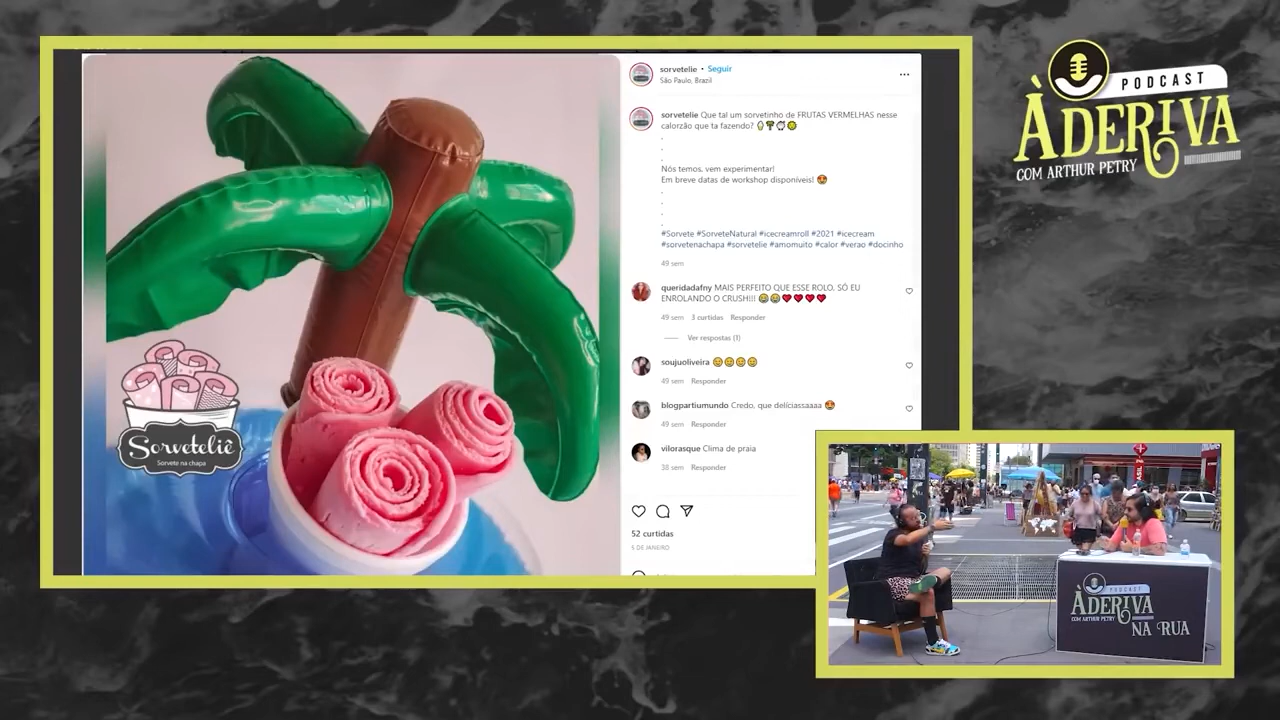 sorvetelie • Seguir
São Paulo, Brazil
sorvetelie Que tal um sorvetinho de FRUTAS VERMELHAS nesse
calorzão que ta fazendo?
.
.
.
Nós temos, vem experimentar!
Em breve datas de workshop disponíveis!
.
.
.
.
#Sorvete #SorveteNatural #icecreamroll #2021 #icecream
#sorvetenachapa #sorvetelie #amomuito #calor #verao #docinho
49 sem
queridadafny MAIS PERFEITO QUE ESSE ROLO, SÓ EU
ENROLANDO O CRUSH!!!
49 sem 3 curtidas Responder
Ver respostas (1)
soujuoliveira
49 sem Responder
blogpartiumundo Credo, que delíciassaaaa
49 sem Responder
vilorasque Clima de praia
38 sem Responder
52 curtidas
5 DE JANEIRO
Sorveteliê
Sorvete na chapa
PODCAST
ÀDERIVA
COM ARTHUR PETRY
PODCAST
ÀDERIVA
COM ARTHUR PETRY
NA RUA